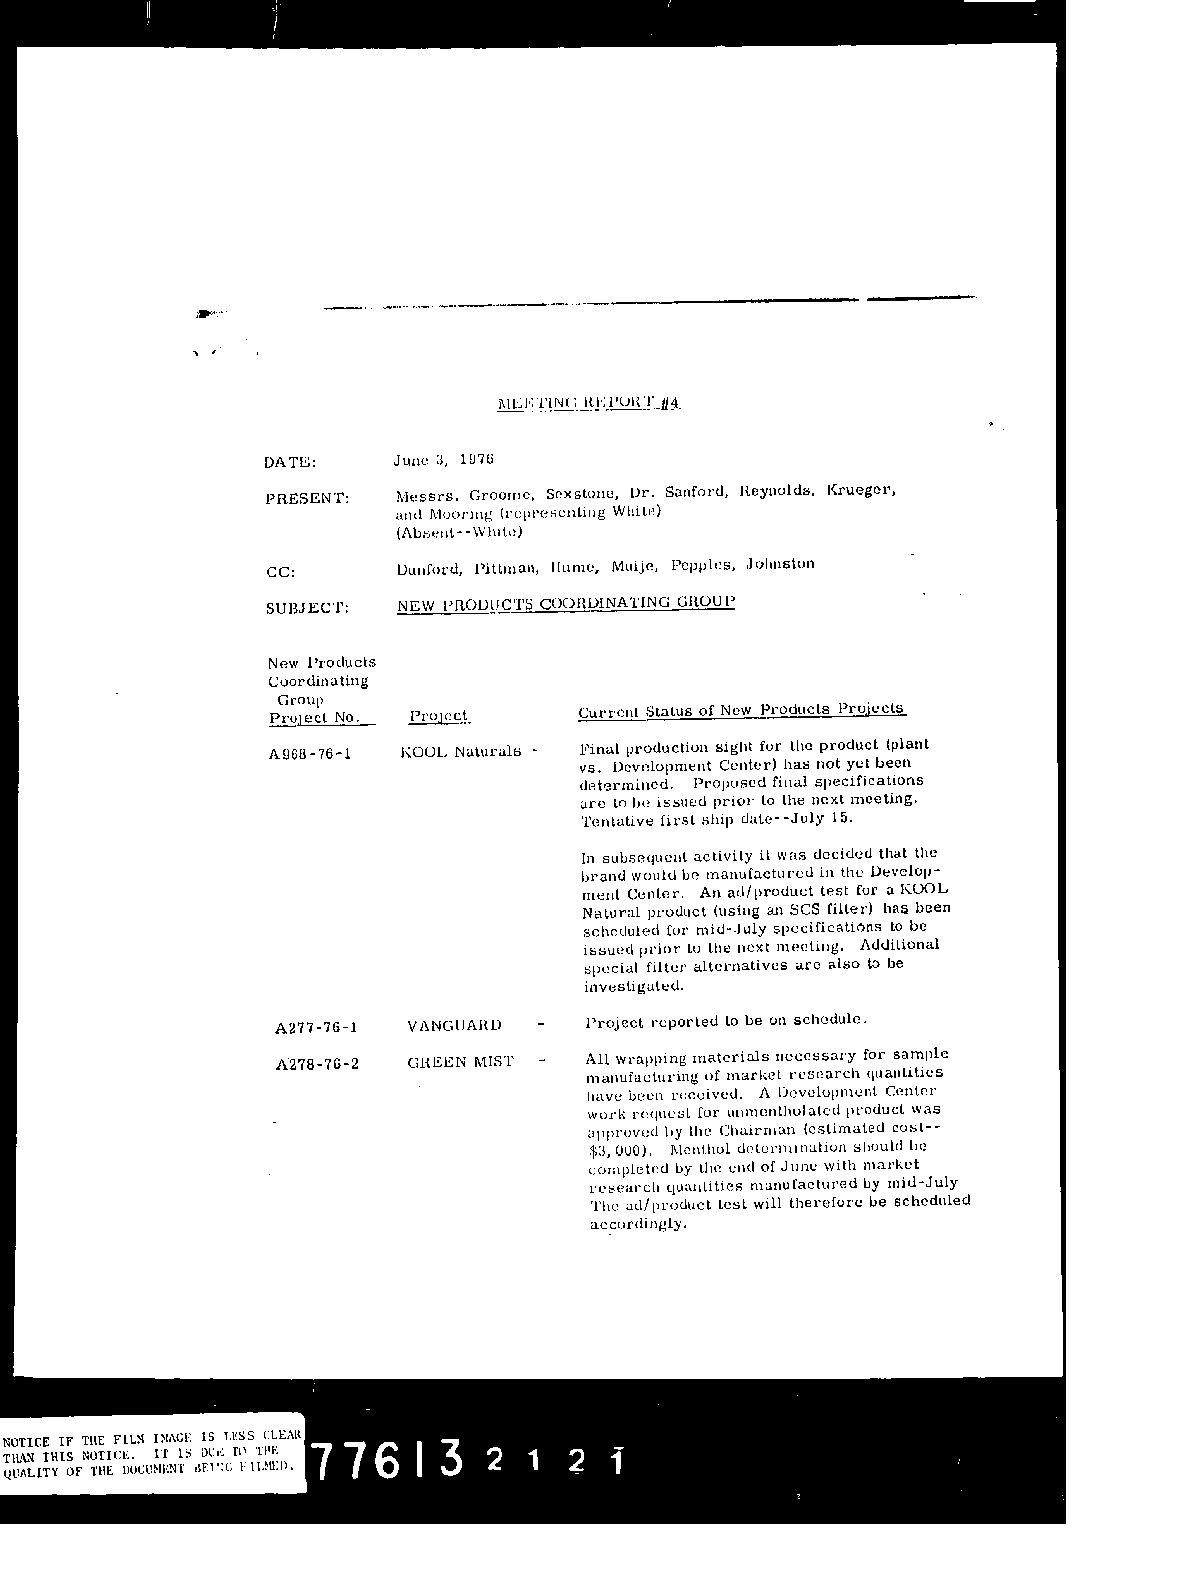 MEETING REPORT #4
DATE: June 3, 1976
PRESENT: Messrs. Groome, Sexstone, Dr. Sanford, Reynolds, Krueger,
and Mooring (representing White)
(Absent--White)
CC: Dunford, Pittman, Hume, Muije, Pepples, Johnston
SUBJECT: NEW PRODUCTS COORDINATING GROUP
New Products
Coordinating
Group
Project No. Project Current Status of New Products Projects
A968-76-1 KOOL Naturals - Final production sight for the product (plant
vs. Development Center) has not yet been
determined. Proposed final specifications
are to be issued prior to the next meeting.
Tentative first ship date--July 15.
In subsequent activity it was decided that the
brand would be manufactured in the Develop-
ment Center. An ad/product test for a KOOL
Natural product (using an SCS filter) has been
scheduled for mid-July specifications to be
issued prior to the next meeting. Additional
special filter alternatives are also to be
investigated.
A277-76-1 VANGUARD - Project reported to be on schedule.
A278-76-2 GREEN MIST - All wrapping materials necessary for sample
manufacturing of market research quantities
have been received. A Development Center
work request for unmentholated product was
approved by the Chairman (estimated cost--
$3,000). Menthol determination should be
completed by the end of June with market
research quantities manufactured by mid-July
The ad/product test will therefore be scheduled
accordingly.
NOTICE IF THE FILM IMAGE IS LESS CLEAR
THAN THIS NOTICE. IT IS DUE TO THE
QUALITY OF THE DOCUMENT BEING FILMED.
77613 2121